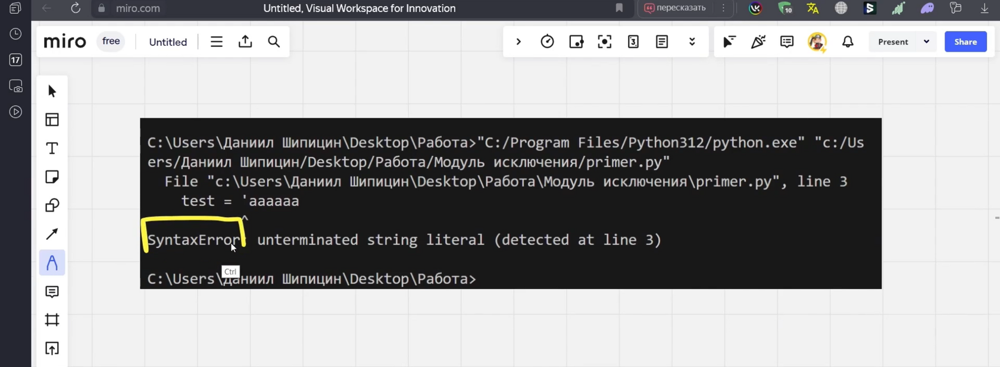 miro.com
Untitled, Visual Workspace for Innovation
пересказать
10
17
miro
free
Untitled
3
Present
Share
C:\Users\Даниил Шипицин\Desktop\Работа>"C:/Program Files/Python312/python.exe" "c:/Us
ers/Даниил Шипицин/Desktop/Работа/Модуль исключения/primer.py"
File "c:\Users\Даниил Шипицин\Desktop\Работа\Модуль исключения\primer.py", line 3
test = 'aaaaaa
^
SyntaxError: unterminated string literal (detected at line 3)
Ctrl
C:\Users\Даниил Шипицин\Desktop\Работа>